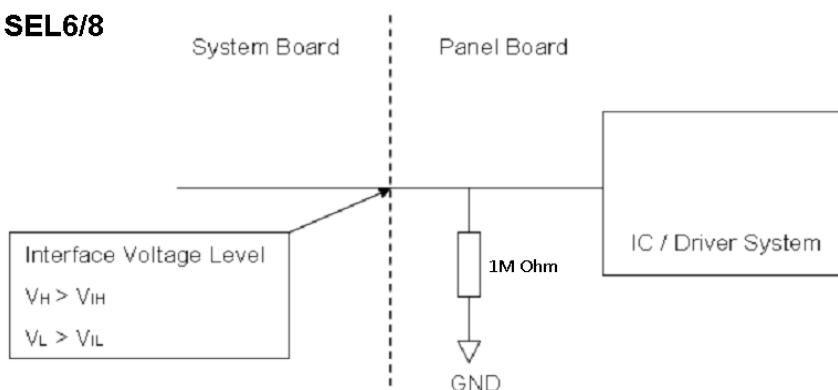 SEL6/8
System Board
Panel Board
Interface Voltage Level
VH > VIH
VL > VIL
1M Ohm
IC / Driver System
GND